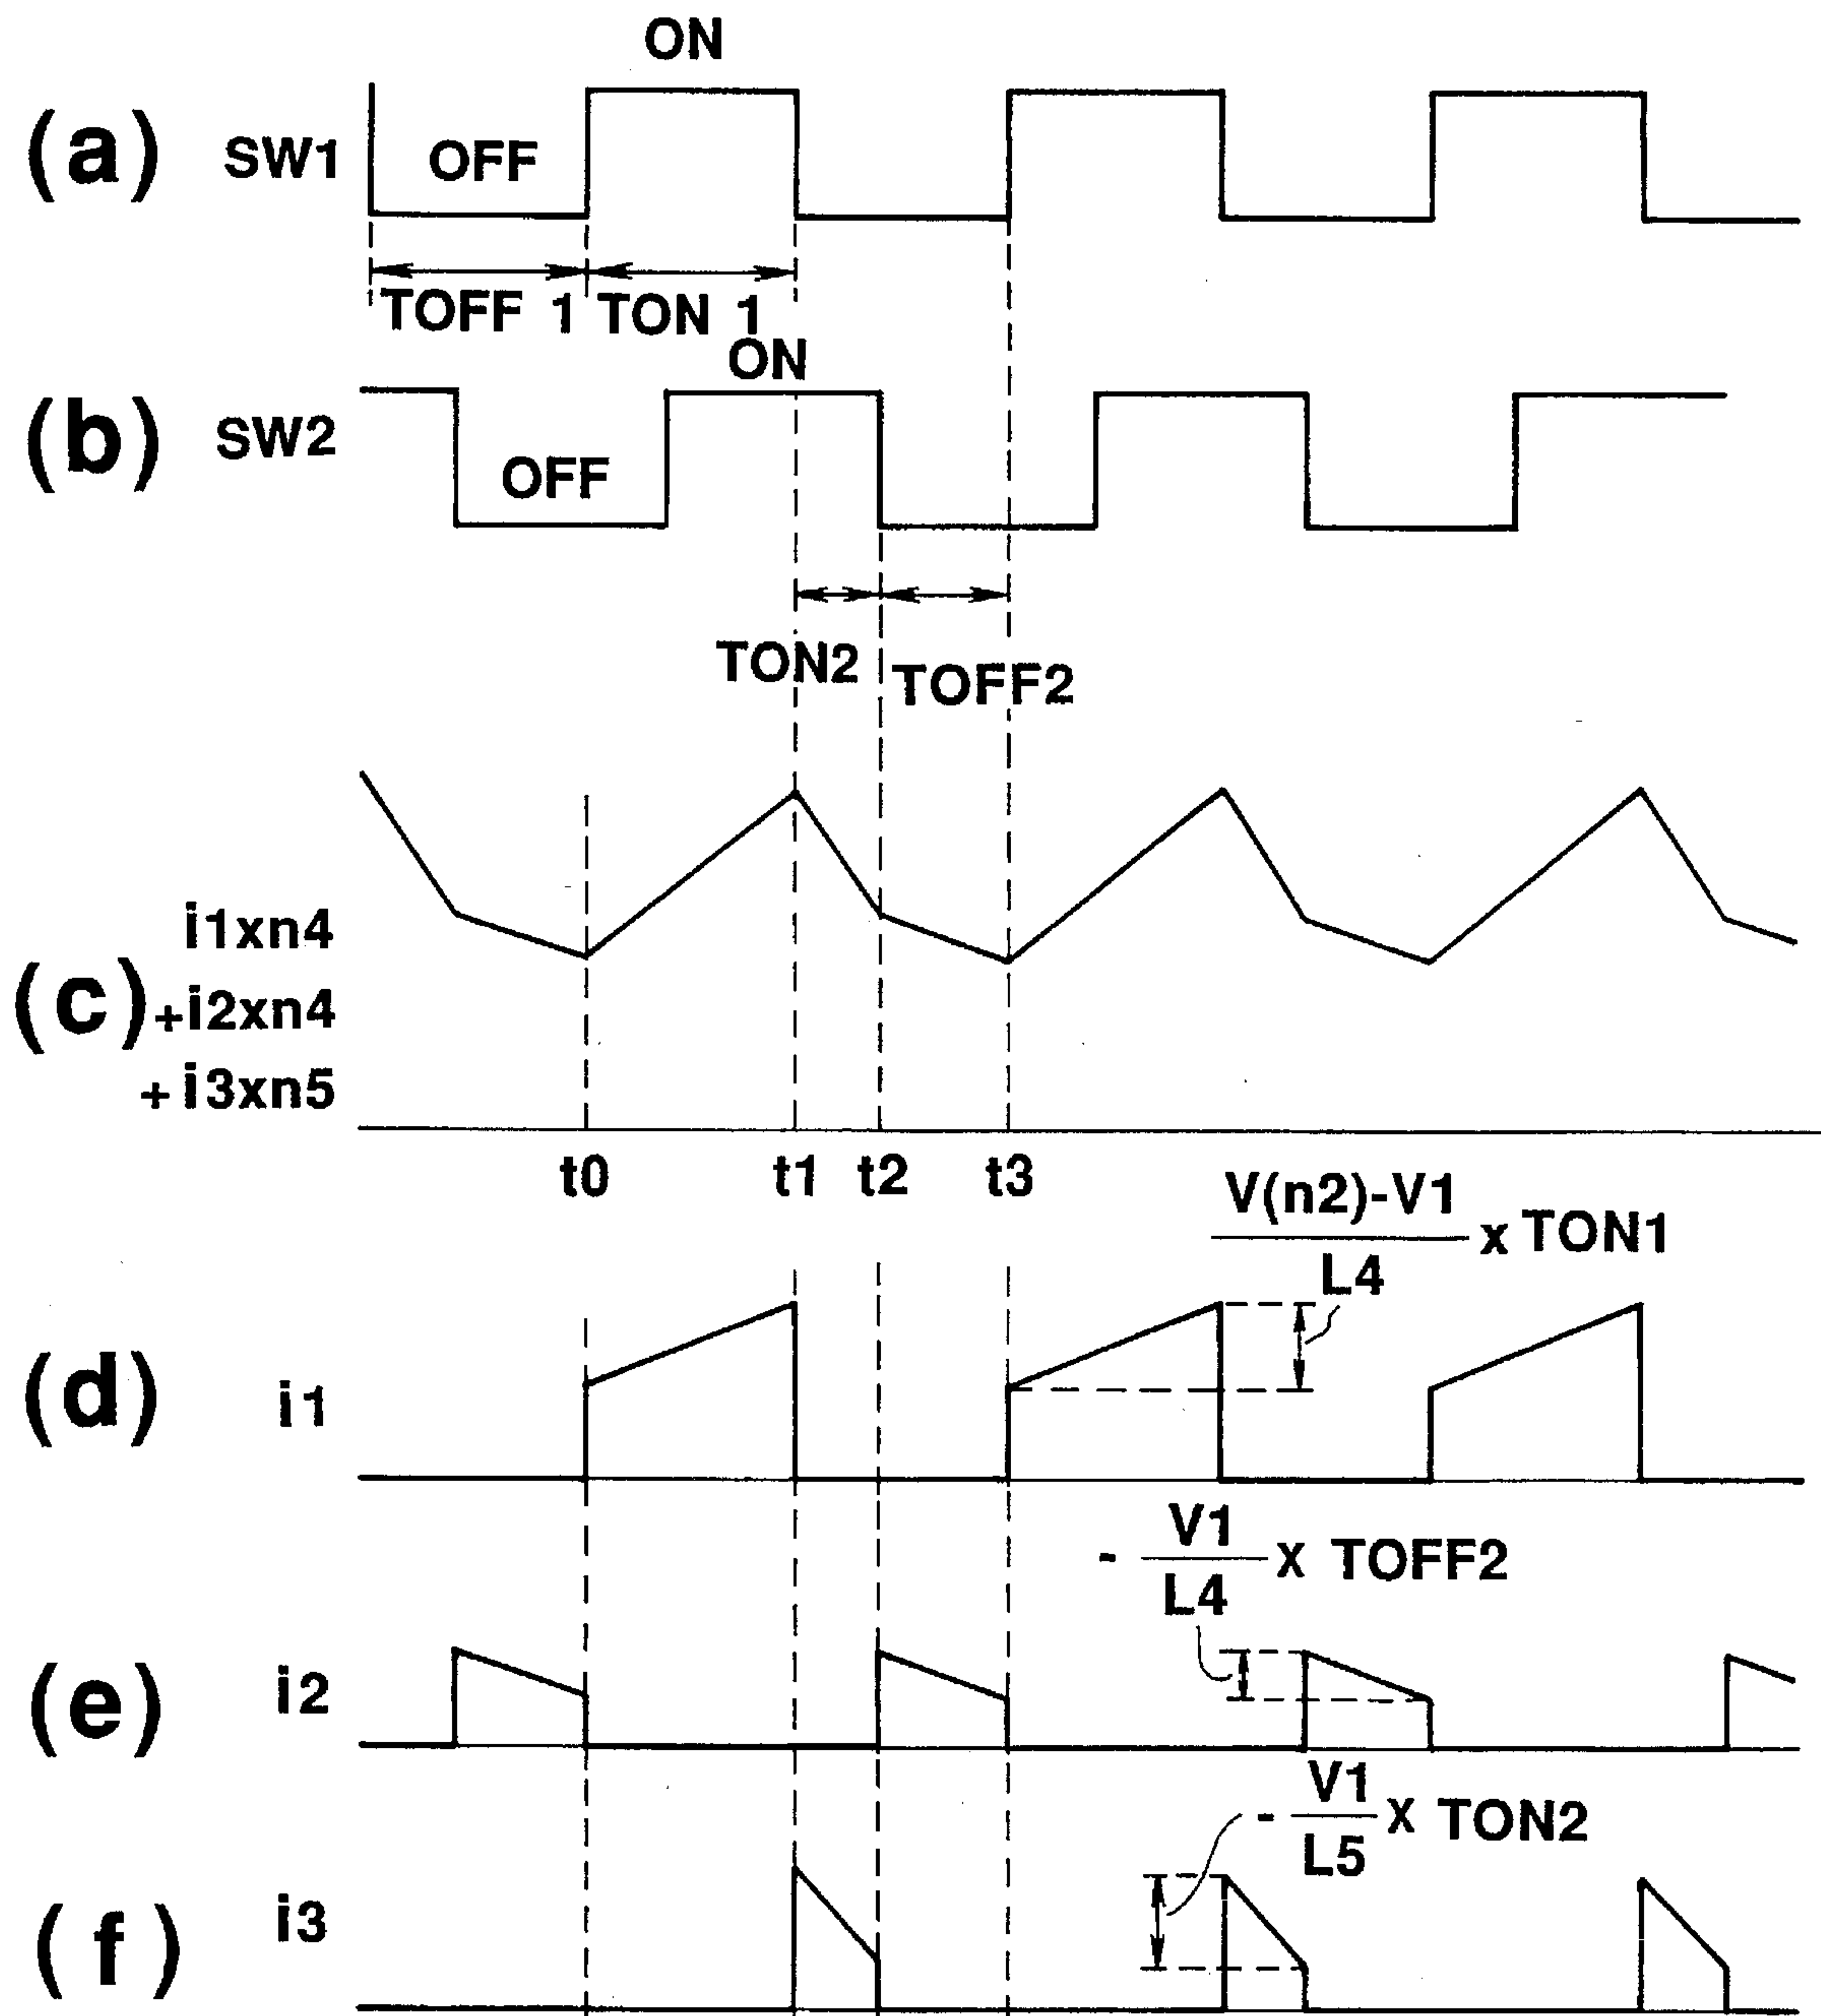 ON
(a) SW1 OFF
TOFF 1 TON 1
ON
(b) SW2
OFF
TON2 TOFF2
i1xn4
(c) +i2xn4
+i3xn5
t0 t1 t2 t3
V(n2)-V1
x TON1
L4
(d) i1
V1
- x TOFF2
L4
(e) i2
V1
- x TON2
L5
(f) i3